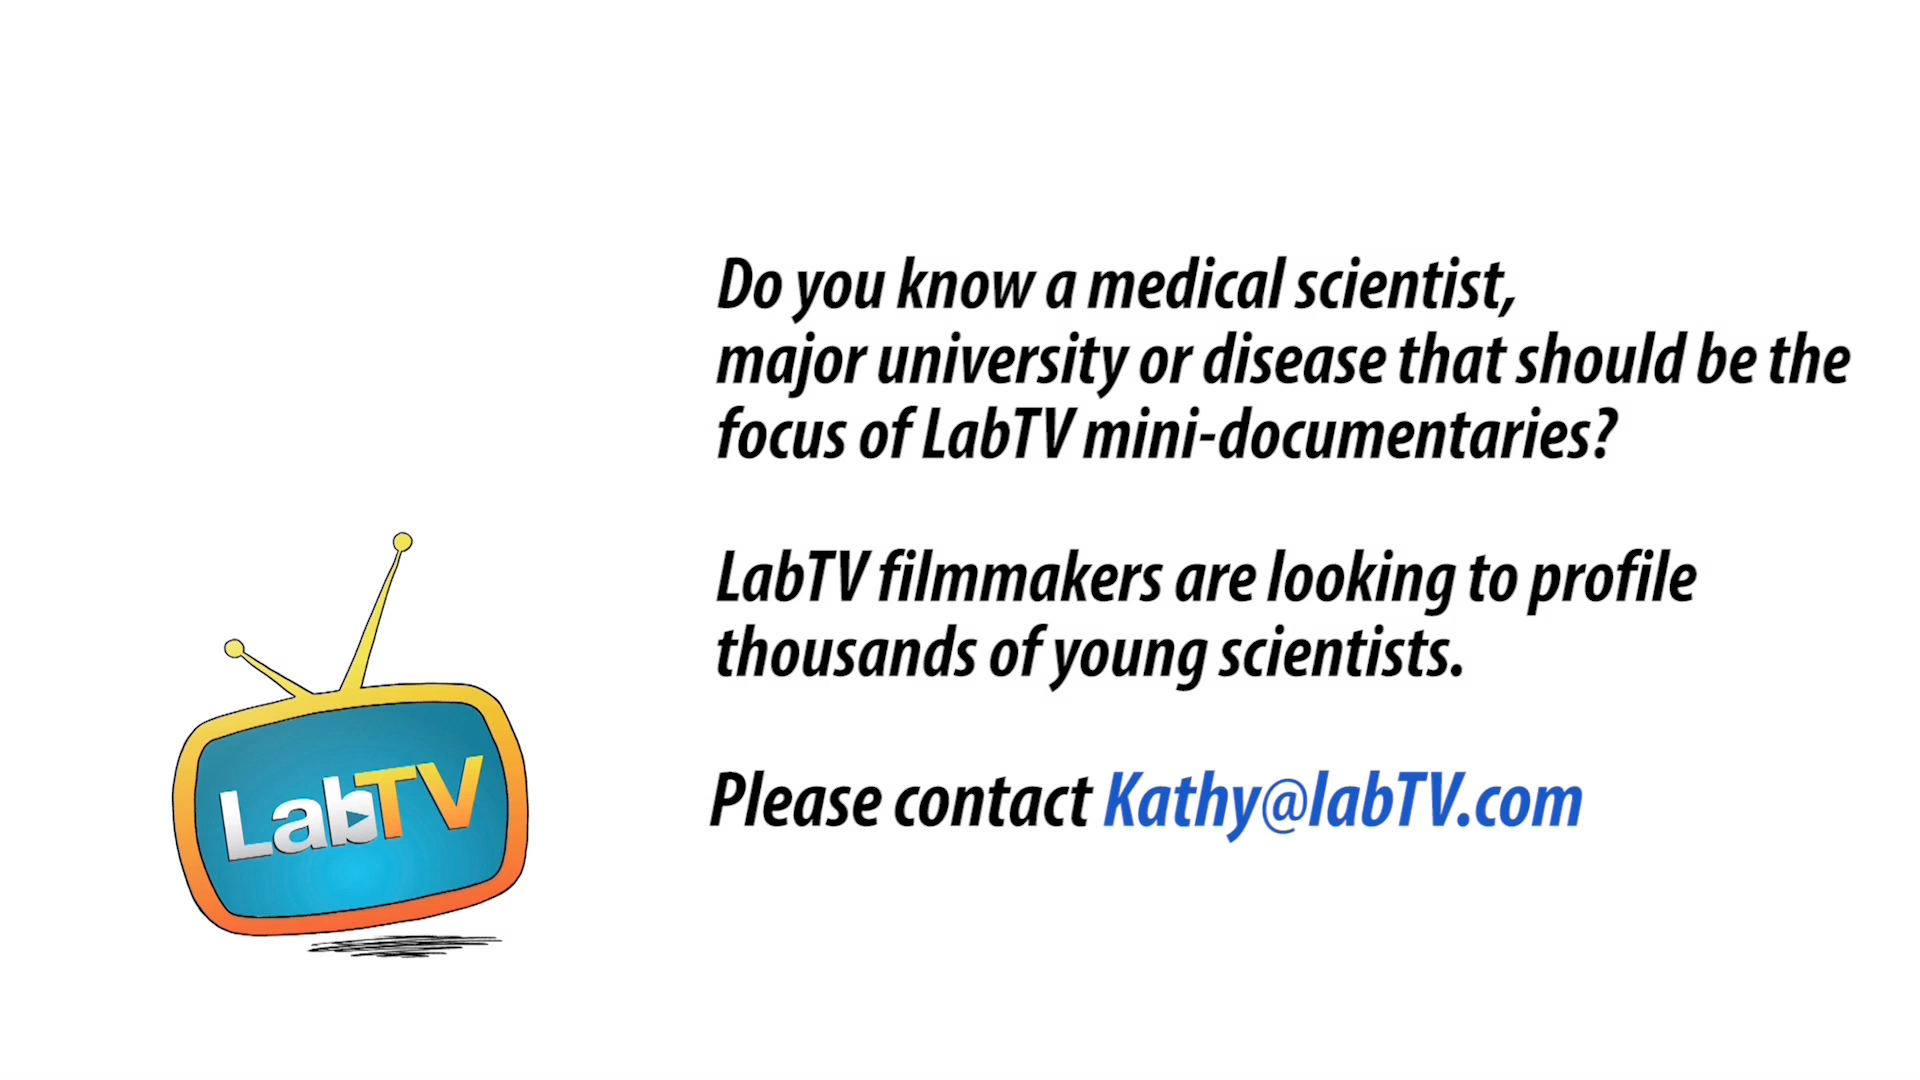 Do you know a medical scientist,
major university or disease that should be the
focus of LabTV mini-documentaries?
LabTV filmmakers are looking to profile
thousands of young scientists.
Please contact Kathy@labTV.com
LabTV